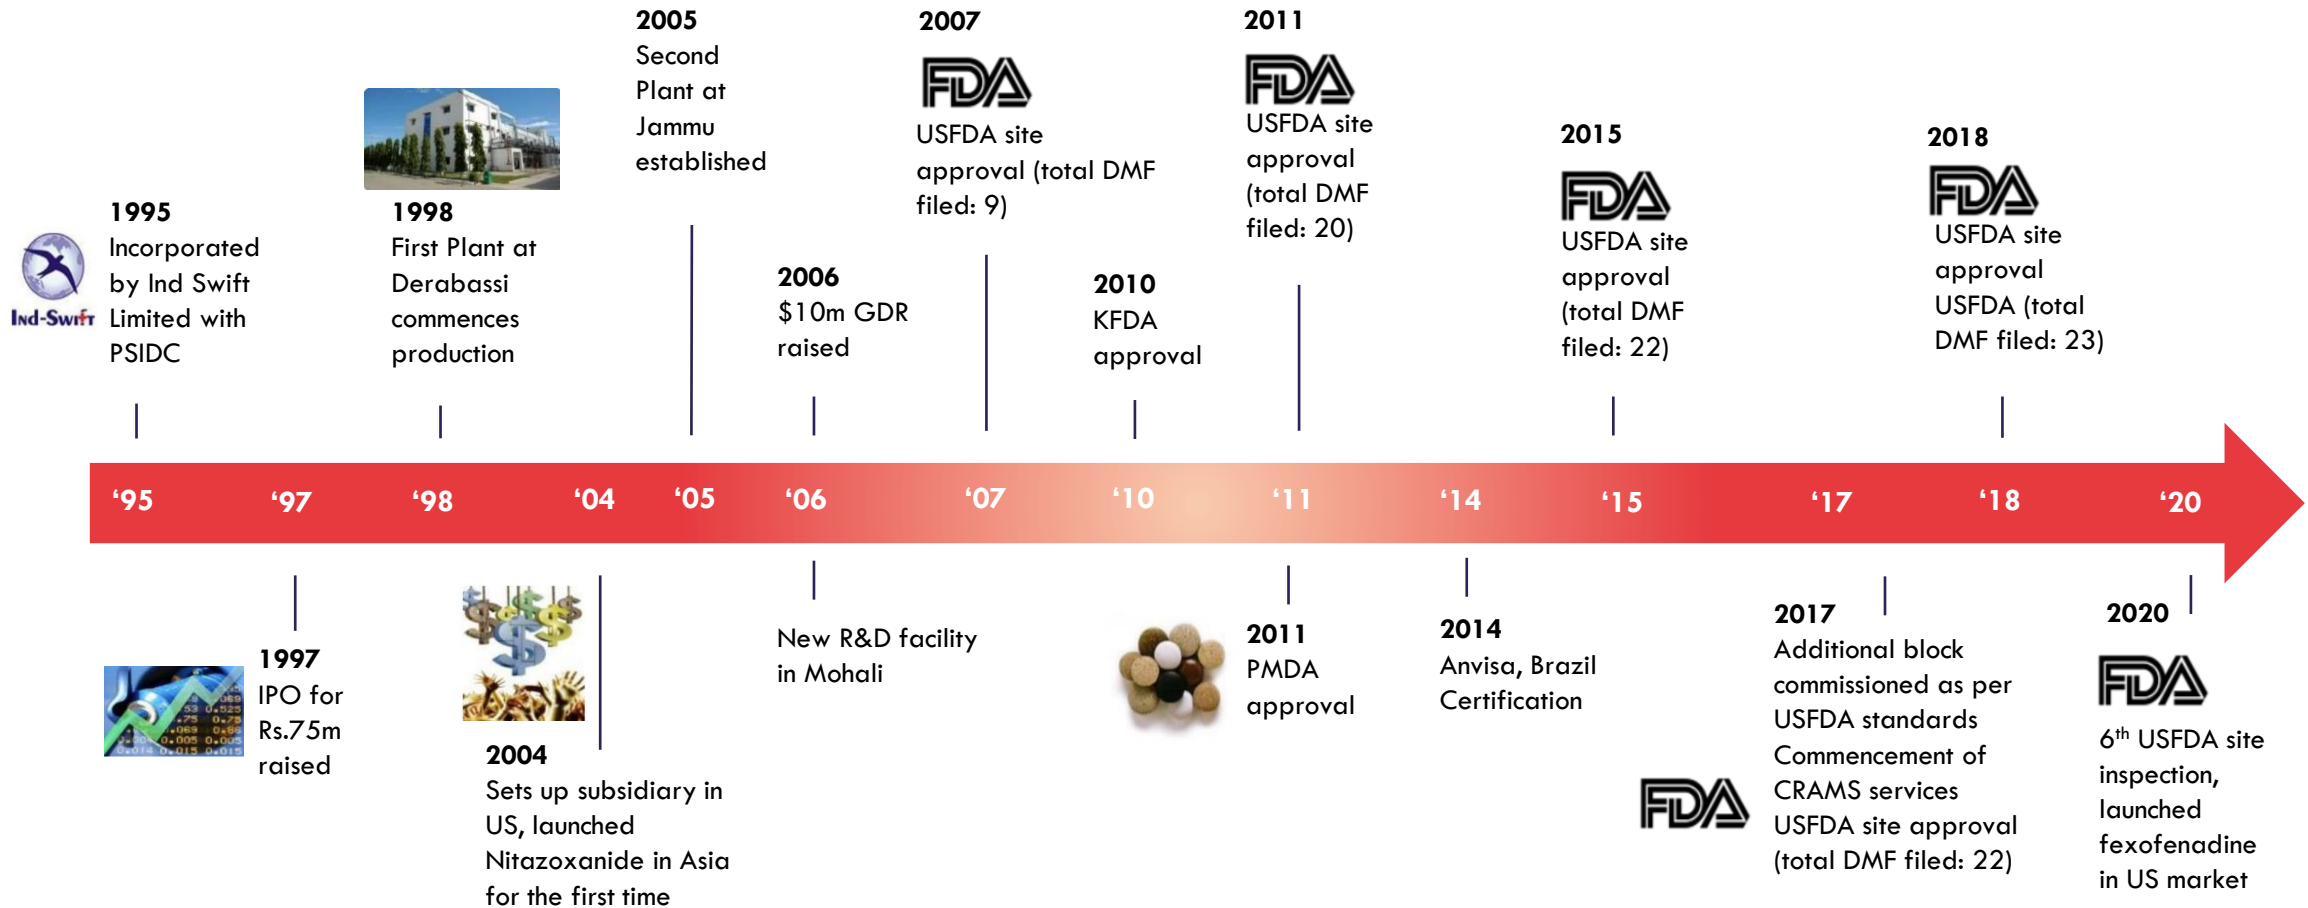 2005
Second
Plant at
Jammu
established
2007
FDA
USFDA site
approval (total DMF
filed: 9)
2011
FDA
USFDA site
approval
(total DMF
filed: 20)
2015
FDA
USFDA site
approval
(total DMF
filed: 22)
2018
FDA
USFDA site
approval
USFDA (total
DMF filed: 23)
Ind-Swift
1995
Incorporated
by Ind Swift
Limited with
PSIDC
1998
First Plant at
Derabassi
commences
production
2006
$10m GDR
raised
2010
KFDA
approval
‘95
‘97
‘98
‘04
‘05
‘06
‘07
‘10
‘11
‘14
‘15
‘17
‘18
‘20
1997
IPO for
Rs.75m
raised
2004
Sets up subsidiary in
US, launched
Nitazoxanide in Asia
for the first time
New R&D facility
in Mohali
2011
PMDA
approval
2014
Anvisa, Brazil
Certification
FDA
2017
Additional block
commissioned as per
USFDA standards
Commencement of
CRAMS services
USFDA site approval
(total DMF filed: 22)
2020
FDA
6th USFDA site
inspection,
launched
fexofenadine
in US market